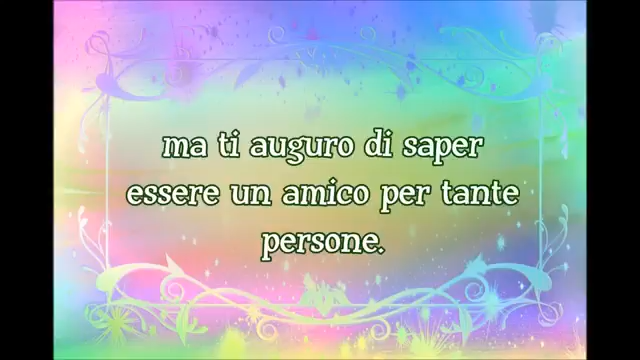 ma ti auguro di saper
essere un amico per tante
persone.